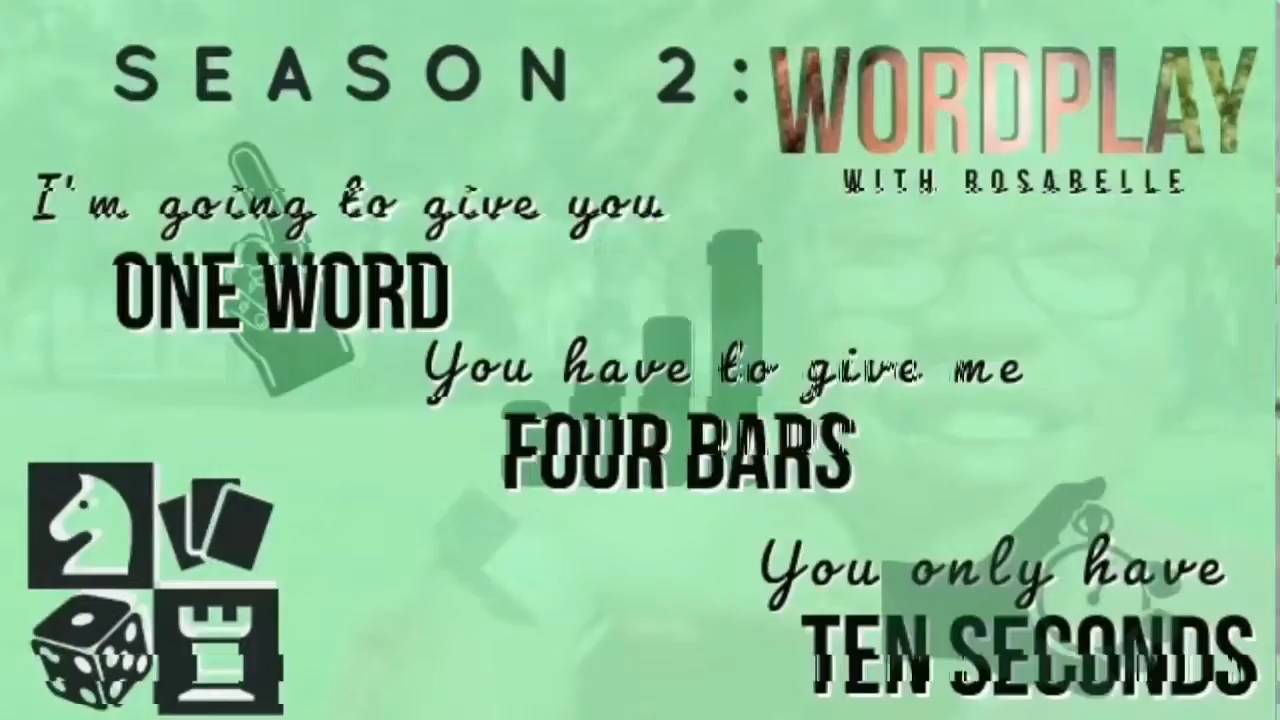 SEASON 2: WORDPLAY
WITH ROSABELLE
I'm going to give you
ONE WORD
You have to give me
FOUR BARS
You only have
TEN SECONDS